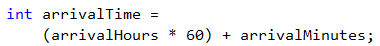 int arrivalTime =
(arrivalHours * 60) + arrivalMinutes;